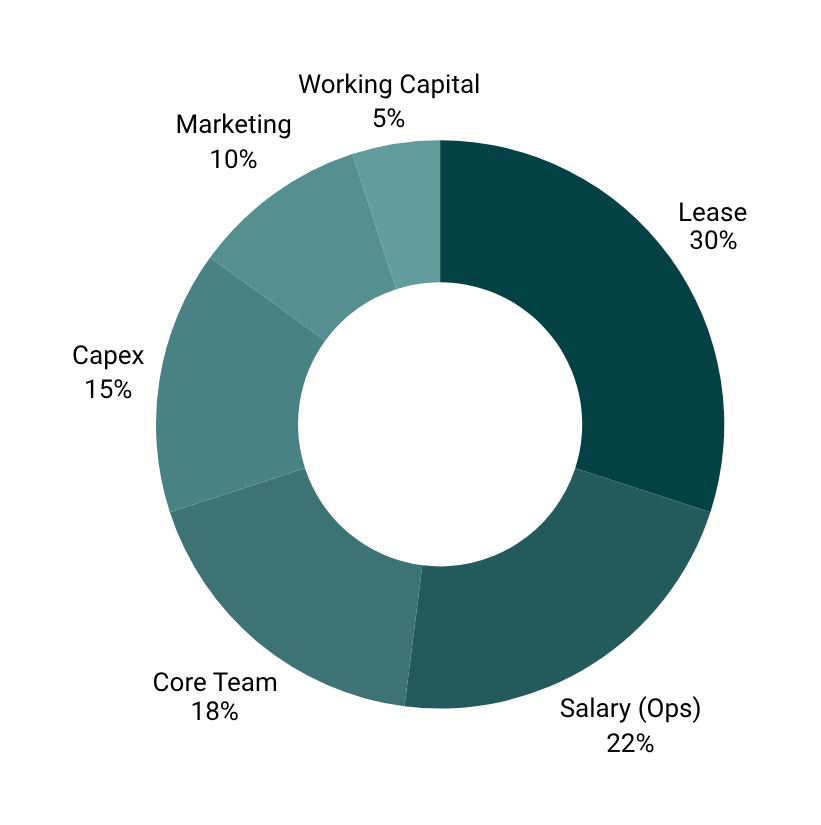 Working Capital
5%
Marketing
10%
Lease
30%
Capex
15%
Core Team
18%
Salary (Ops)
22%